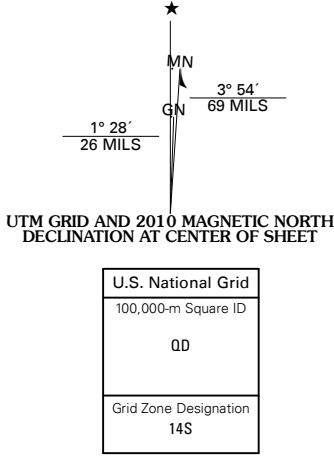 ★
MN
3° 54´
69 MILS
GN
1° 28´
26 MILS
UTM GRID AND 2010 MAGNETIC NORTH
DECLINATION AT CENTER OF SHEET
U.S. National Grid
100,000-m Square ID
QD
Grid Zone Designation
14S